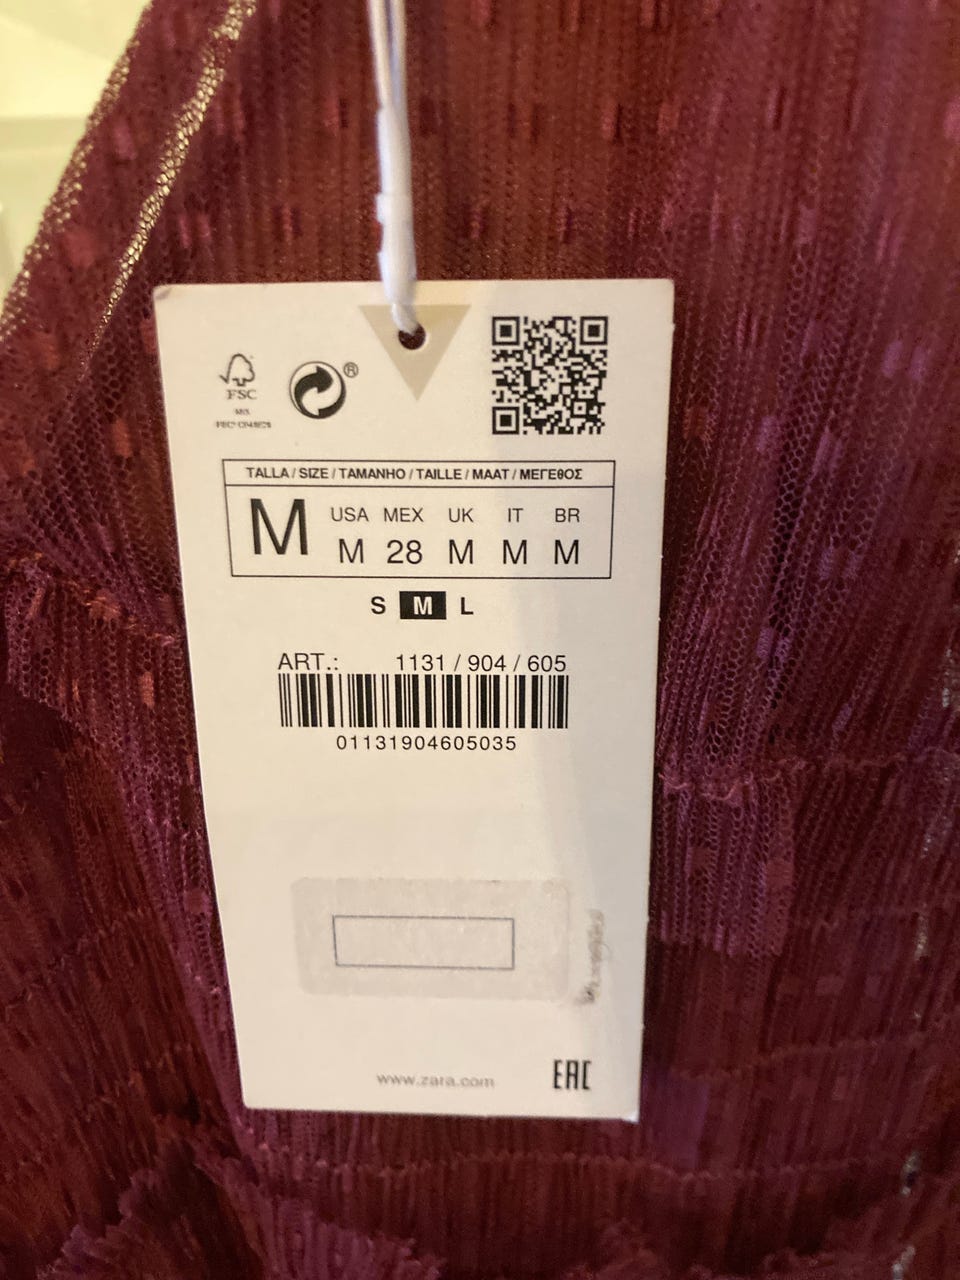 ®
FSC
MIX
TALLA / SIZE / TAMANHO / TAILLE / MAAT / ΜΕΓΕΘΟΣ
M
USA MEX UK IT BR
M 28 M M M
S M L
ART.: 1131 / 904 / 605
01131904605035
www.zara.com
EAC